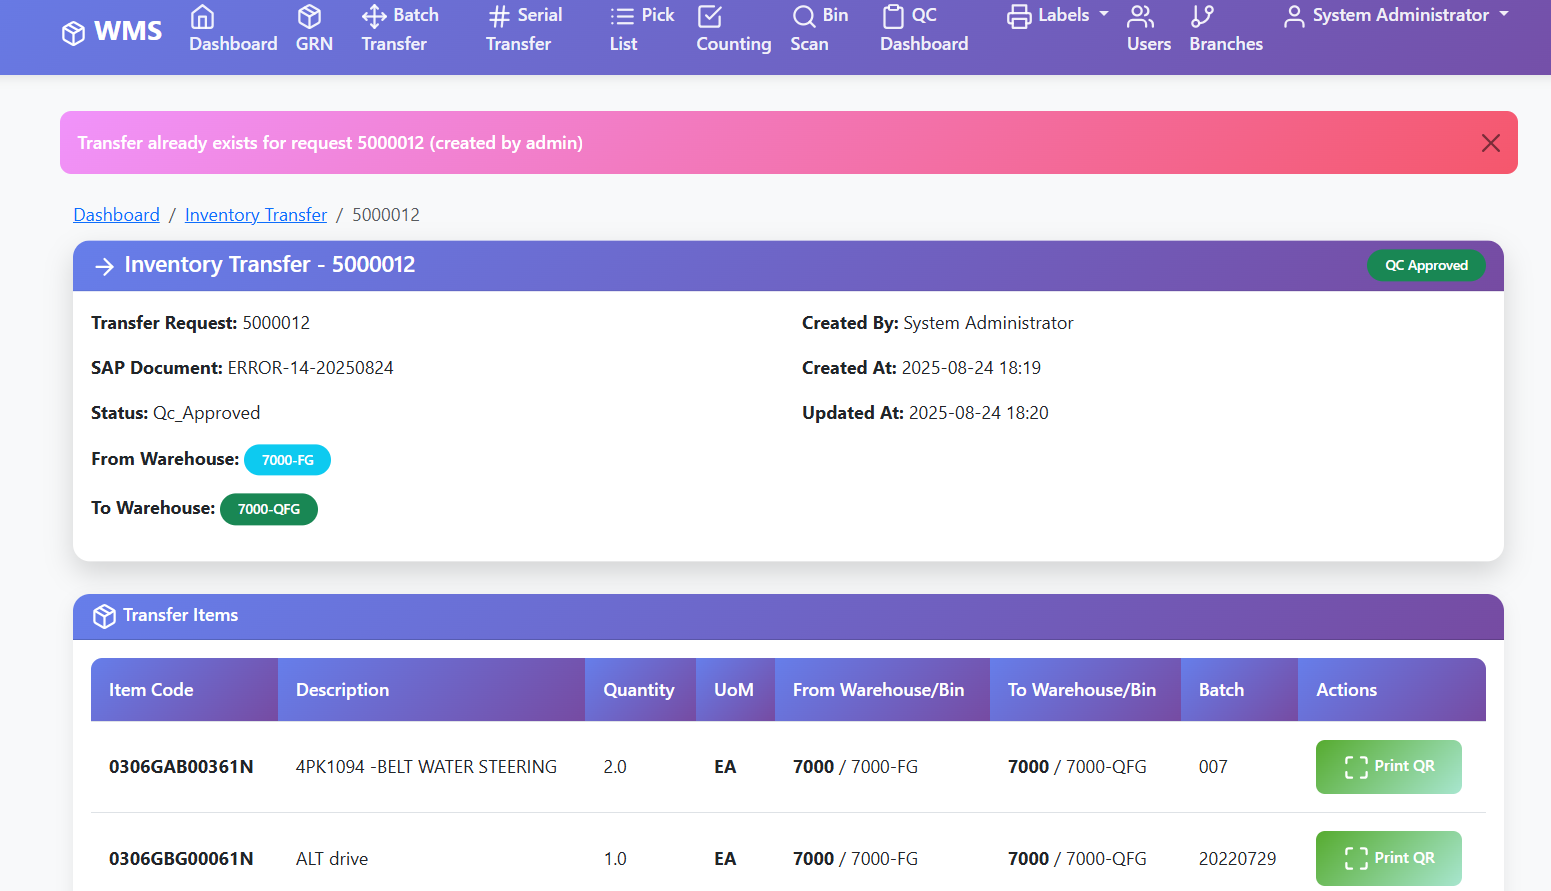 WMS
Dashboard
GRN
Batch Transfer
Serial Transfer
Pick List
Counting
Bin Scan
QC Dashboard
Labels
Users
Branches
System Administrator
Transfer already exists for request 5000012 (created by admin)
Dashboard / Inventory Transfer / 5000012
Inventory Transfer - 5000012
QC Approved
Transfer Request: 5000012
SAP Document: ERROR-14-20250824
Status: Qc_Approved
From Warehouse: 7000-FG
To Warehouse: 7000-QFG
Created By: System Administrator
Created At: 2025-08-24 18:19
Updated At: 2025-08-24 18:20
Transfer Items
Item Code Description Quantity UoM From Warehouse/Bin To Warehouse/Bin Batch Actions
0306GAB00361N 4PK1094 -BELT WATER STEERING 2.0 EA 7000 / 7000-FG 7000 / 7000-QFG 007 Print QR
0306GBG00061N ALT drive 1.0 EA 7000 / 7000-FG 7000 / 7000-QFG 20220729 Print QR